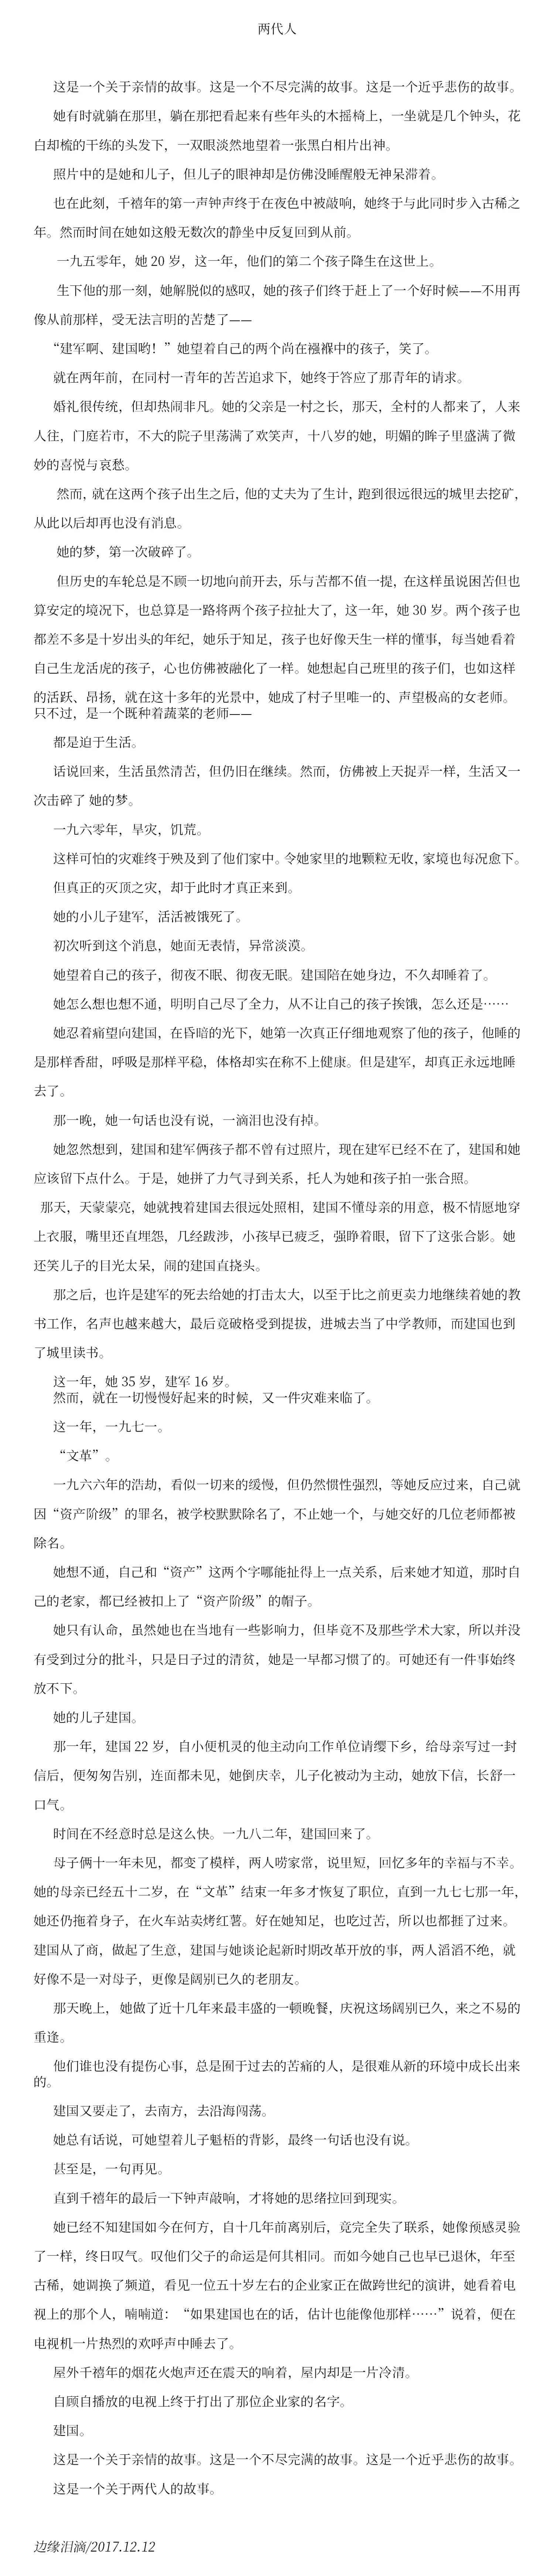 两代人
这是一个关于亲情的故事。这是一个不尽完满的故事。这是一个近乎悲伤的故事。
她有时就躺在那里，躺在那把看起来有些年头的木摇椅上，一坐就是几个钟头，花
白却梳的干练的头发下，一双眼淡然地望着一张黑白相片出神。
照片中的是她和儿子，但儿子的眼神却是仿佛没睡醒般无神呆滞着。
也在此刻，千禧年的第一声钟声终于在夜色中被敲响，她终于与此同时步入古稀之
年。然而时间在她如这般无数次的静坐中反复回到从前。
一九五零年，她 20 岁，这一年，他们的第二个孩子降生在这世上。
生下他的那一刻，她解脱似的感叹，她的孩子们终于赶上了一个好时候——不用再
像从前那样，受无法言明的苦楚了——
“建军啊、建国哟！”她望着自己的两个尚在襁褓中的孩子，笑了。
就在两年前，在同村一青年的苦苦追求下，她终于答应了那青年的请求。
婚礼很传统，但却热闹非凡。她的父亲是一村之长，那天，全村的人都来了，人来
人往，门庭若市，不大的院子里荡满了欢笑声，十八岁的她，明媚的眸子里盛满了微
妙的喜悦与哀愁。
然而，就在这两个孩子出生之后，他的丈夫为了生计，跑到很远很远的城里去挖矿，
从此以后却再也没有消息。
她的梦，第一次破碎了。
但历史的车轮总是不顾一切地向前开去，乐与苦都不值一提，在这样虽说困苦但也
算安定的境况下，也总算是一路将两个孩子拉扯大了，这一年，她 30 岁。两个孩子也
都差不多是十岁出头的年纪，她乐于知足，孩子也好像天生一样的懂事，每当她看着
自己生龙活虎的孩子，心也仿佛被融化了一样。她想起自己班里的孩子们，也如这样
的活跃、昂扬，就在这十多年的光景中，她成了村子里唯一的、声望极高的女老师。
只不过，是一个既种着蔬菜的老师——
都是迫于生活。
话说回来，生活虽然清苦，但仍旧在继续。然而，仿佛被上天捉弄一样，生活又一
次击碎了 她的梦。
一九六零年，旱灾，饥荒。
这样可怕的灾难终于殃及到了他们家中。令她家里的地颗粒无收，家境也每况愈下。
但真正的灭顶之灾，却于此时才真正来到。
她的小儿子建军，活活被饿死了。
初次听到这个消息，她面无表情，异常淡漠。
她望着自己的孩子，彻夜不眠、彻夜无眠。建国陪在她身边，不久却睡着了。
她怎么想也想不通，明明自己尽了全力，从不让自己的孩子挨饿，怎么还是……
她忍着痛望向建国，在昏暗的光下，她第一次真正仔细地观察了他的孩子，他睡的
是那样香甜，呼吸是那样平稳，体格却实在称不上健康。但是建军，却真正永远地睡
去了。
那一晚，她一句话也没有说，一滴泪也没有掉。
她忽然想到，建国和建军俩孩子都不曾有过照片，现在建军已经不在了，建国和她
应该留下点什么。于是，她拼了力气寻到关系，托人为她和孩子拍一张合照。
那天，天蒙蒙亮，她就拽着建国去很远处照相，建国不懂母亲的用意，极不情愿地穿
上衣服，嘴里还直埋怨，几经跋涉，小孩早已疲乏，强睁着眼，留下了这张合影。她
还笑儿子的目光太呆，闹的建国直挠头。
那之后，也许是建军的死去给她的打击太大，以至于比之前更卖力地继续着她的教
书工作，名声也越来越大，最后竟破格受到提拔，进城去当了中学教师，而建国也到
了城里读书。
这一年，她 35 岁，建军 16 岁。
然而，就在一切慢慢好起来的时候，又一件灾难来临了。
这一年，一九七一。
“文革”。
一九六六年的浩劫，看似一切来的缓慢，但仍然惯性强烈，等她反应过来，自己就
因“资产阶级”的罪名，被学校默默除名了，不止她一个，与她交好的几位老师都被
除名。
她想不通，自己和“资产”这两个字哪能扯得上一点关系，后来她才知道，那时自
己的老家，都已经被扣上了“资产阶级”的帽子。
她只有认命，虽然她也在当地有一些影响力，但毕竟不及那些学术大家，所以并没
有受到过分的批斗，只是日子过的清贫，她是一早都习惯了的。可她还有一件事始终
放不下。
她的儿子建国。
那一年，建国 22 岁，自小便机灵的他主动向工作单位请缨下乡，给母亲写过一封
信后，便匆匆告别，连面都未见，她倒庆幸，儿子化被动为主动，她放下信，长舒一
口气。
时间在不经意时总是这么快。一九八二年，建国回来了。
母子俩十一年未见，都变了模样，两人唠家常，说里短，回忆多年的幸福与不幸。
她的母亲已经五十二岁，在“文革”结束一年多才恢复了职位，直到一九七七那一年，
她还仍拖着身子，在火车站卖烤红薯。好在她知足，也吃过苦，所以也都捱了过来。
建国从了商，做起了生意，建国与她谈论起新时期改革开放的事，两人滔滔不绝，就
好像不是一对母子，更像是阔别已久的老朋友。
那天晚上，她做了近十几年来最丰盛的一顿晚餐，庆祝这场阔别已久，来之不易的
重逢。
他们谁也没有提伤心事，总是囿于过去的苦痛的人，是很难从新的环境中成长出来
的。
建国又要走了，去南方，去沿海闯荡。
她总有话说，可她望着儿子魁梧的背影，最终一句话也没有说。
甚至是，一句再见。
直到千禧年的最后一下钟声敲响，才将她的思绪拉回到现实。
她已经不知建国如今在何方，自十几年前离别后，竟完全失了联系，她像预感灵验
了一样，终日叹气。叹他们父子的命运是何其相同。而如今她自己也早已退休，年至
古稀，她调换了频道，看见一位五十岁左右的企业家正在做跨世纪的演讲，她看着电
视上的那个人，喃喃道：“如果建国也在的话，估计也能像他那样……”说着，便在
电视机一片热烈的欢呼声中睡去了。
屋外千禧年的烟花火炮声还在震天的响着，屋内却是一片冷清。
自顾自播放的电视上终于打出了那位企业家的名字。
建国。
这是一个关于亲情的故事。这是一个不尽完满的故事。这是一个近乎悲伤的故事。
这是一个关于两代人的故事。
边缘泪滴/2017.12.12